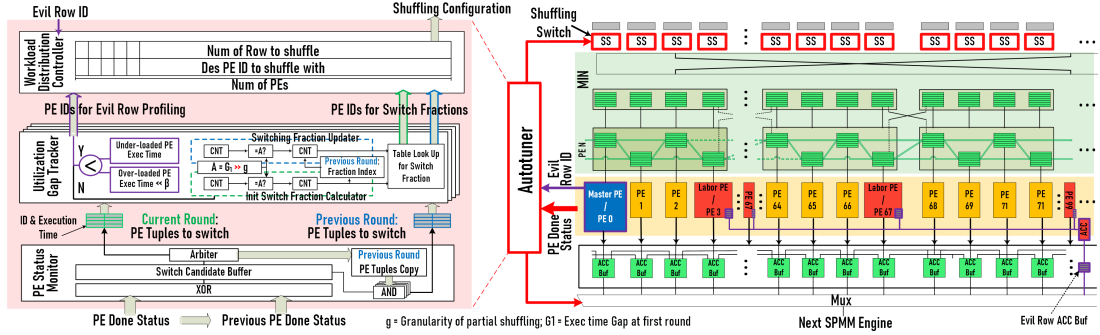 Evil Row ID
Shuffling Configuration
Workload
Distribution
Controller
Num of Row to shuffle
Des PE ID to shuffle with
Num of PEs
PE IDs for Evil Row Profiling
PE IDs for Switch Fractions
Utilization
Gap Tracker
Y
<
N
Under-loaded PE
Exec Time
Over-loaded PE
Exec Time << β
Switching Fraction Updater
CNT
=A?
CNT
A = G1 >> g
Previous Round:
Fraction Index
CNT
=A?
CNT
Init Switch Fraction Calculator
Table Look Up
for Switch
Fraction
ID & Execution
Time
Current Round:
PE Tuples to switch
Previous Round:
PE Tuples to switch
PE Status
Monitor
Arbiter
Previous Round
PE Tuples Copy
Switch Candidate Buffer
AND
XOR
PE Done Status
Previous PE Done Status
g = Granularity of partial shuffling; G1 = Exec time Gap at first round
Autotuner
Shuffling
Switch
SS
SS
SS
SS
SS
SS
SS
SS
SS
SS
SS
SS
MIN
PE N
Evil
Row ID
PE Done
Status
Master PE
/
PE 0
PE
1
PE
2
Labor PE
/
PE 3
PE 67
PE
64
PE
65
PE
66
Labor PE
/
PE 67
PE
68
PE
69
PE
71
PE
71
PE 99
ACC
ACC
Buf
ACC
Buf
ACC
Buf
ACC
Buf
ACC
Buf
ACC
Buf
ACC
Buf
ACC
Buf
ACC
Buf
ACC
Buf
ACC
Buf
ACC
Buf
Mux
Next SPMM Engine
Evil Row ACC Buf